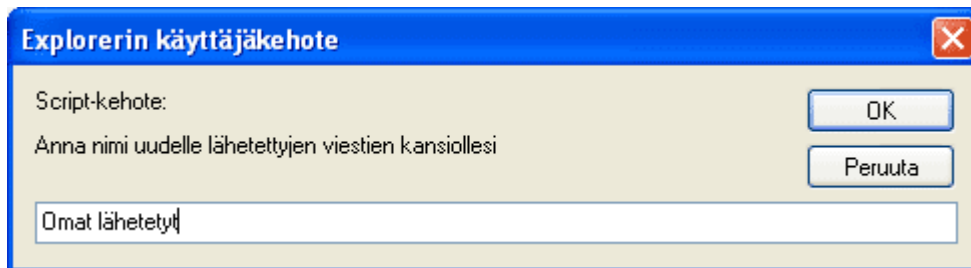 Explorerin käyttäjäkehote
Script-kehote:
OK
Anna nimi uudelle lähetettyjen viestien kansiollesi
Peruuta
Omat lähetetyt